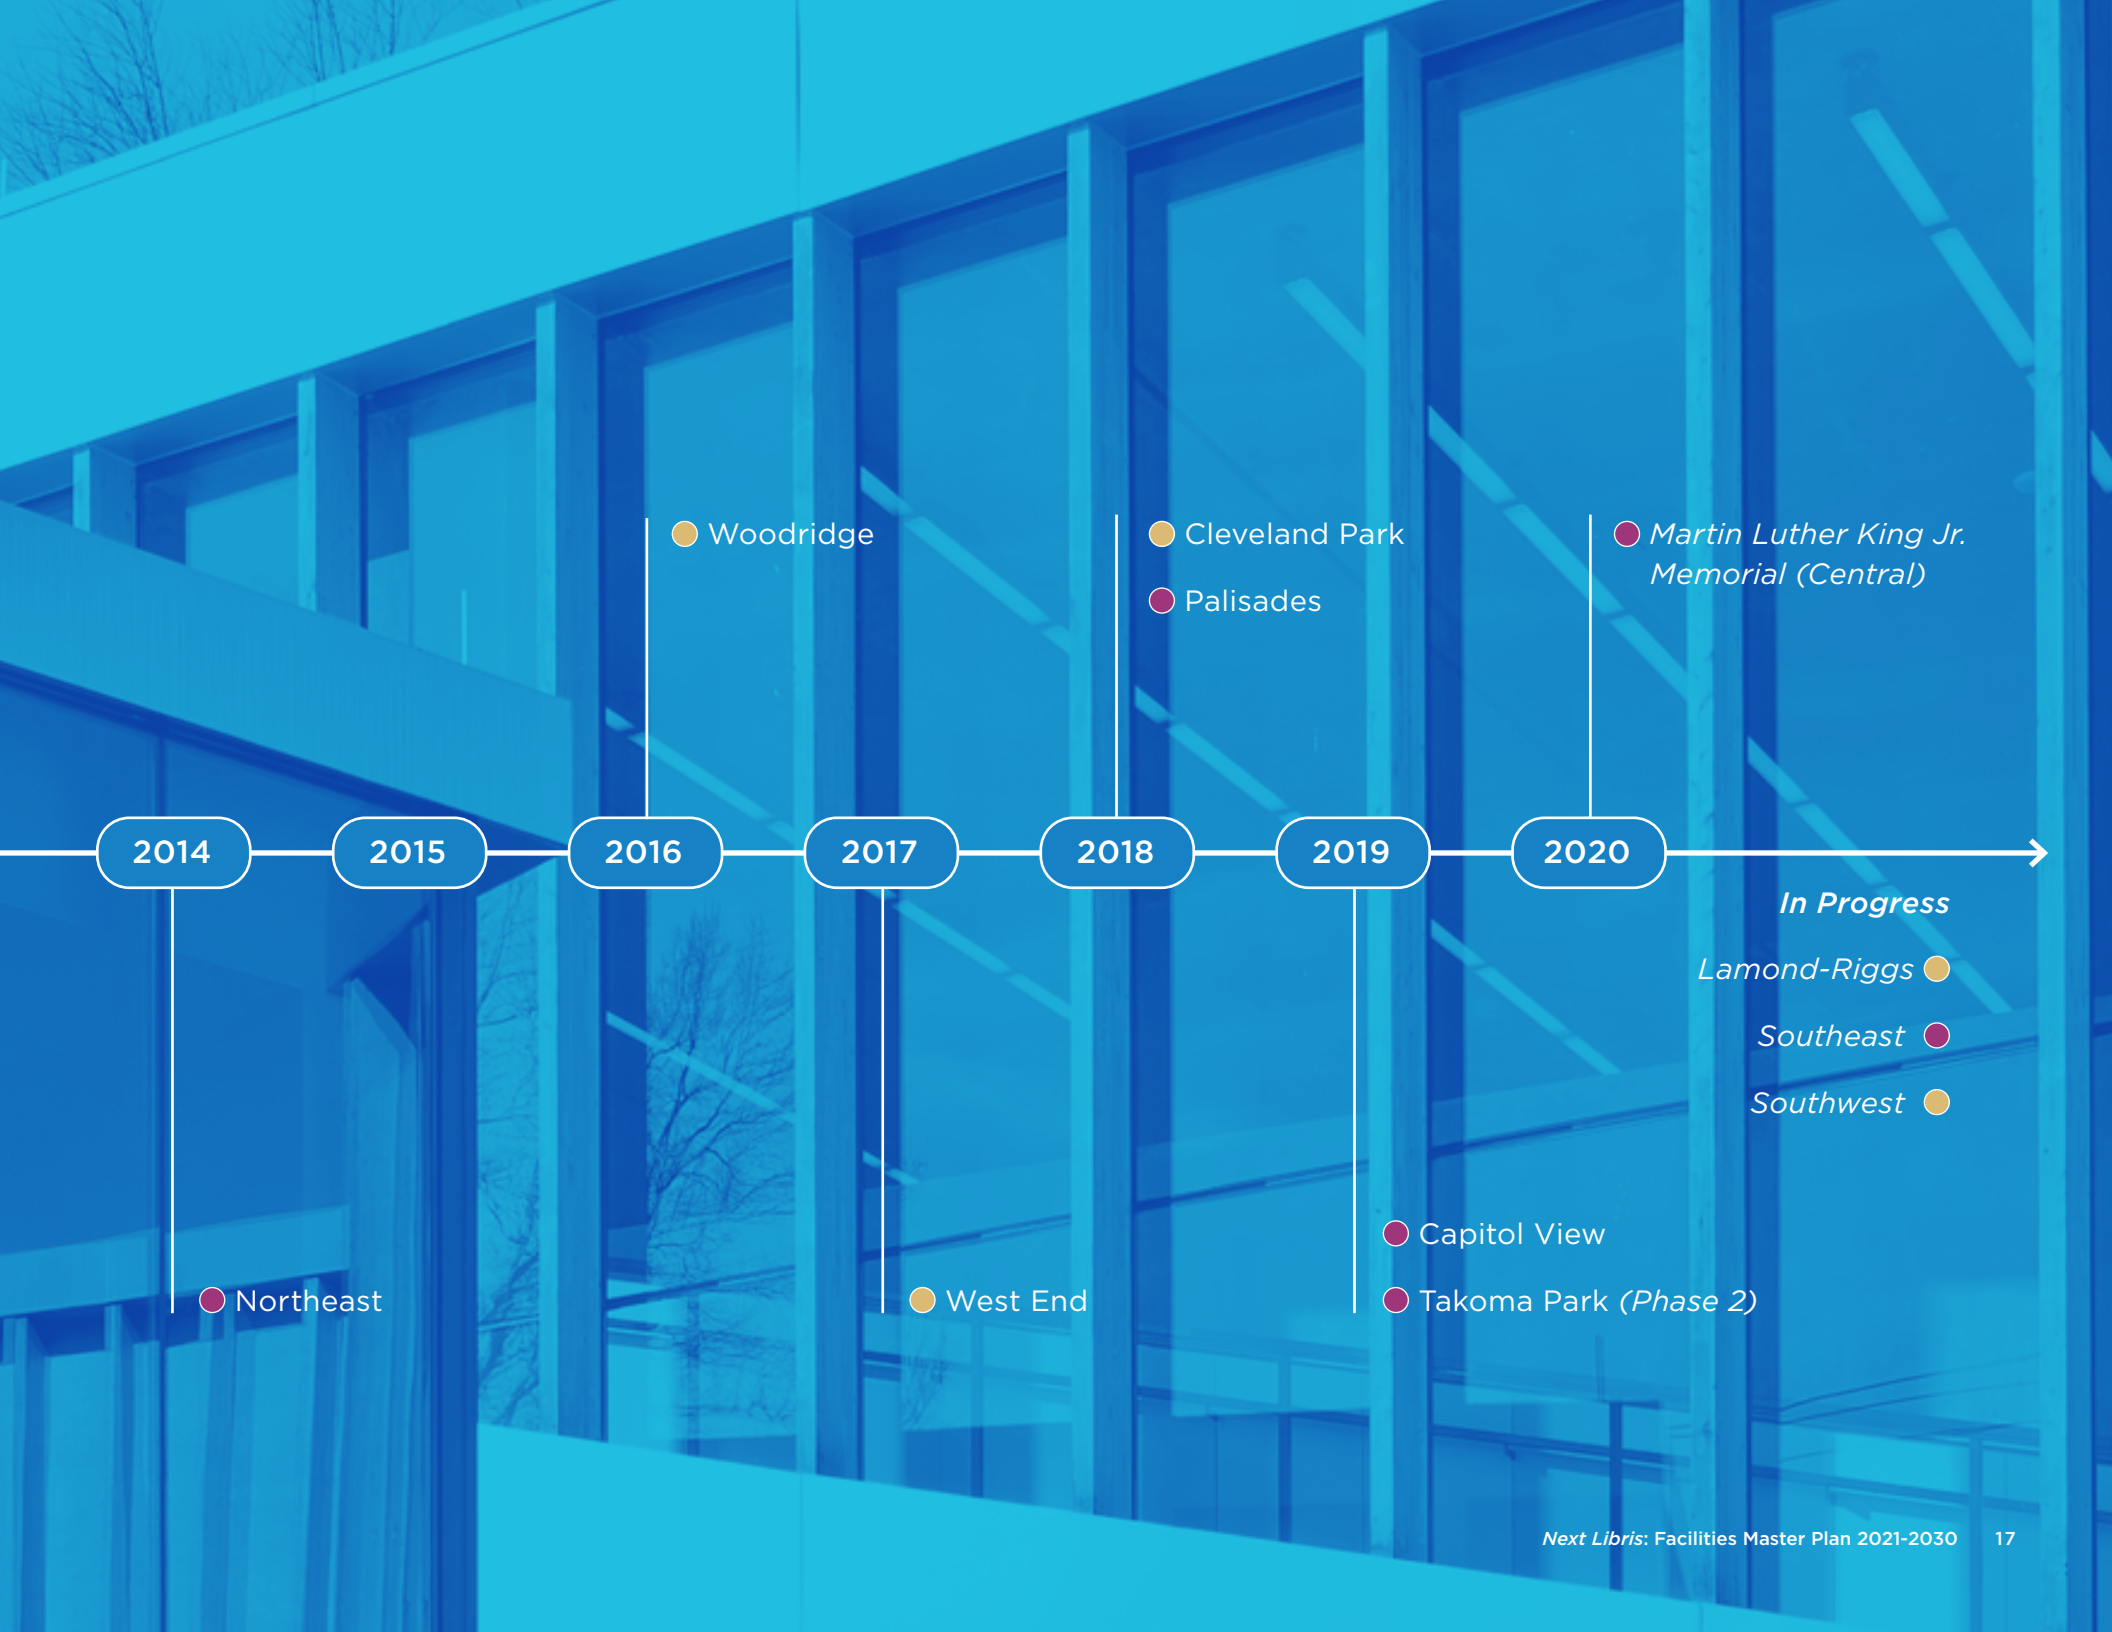 Woodridge
Cleveland Park
Palisades
Martin Luther King Jr.
Memorial (Central)
2014
2015
2016
2017
2018
2019
2020
In Progress
Lamond-Riggs
Southeast
Southwest
Northeast
West End
Capitol View
Takoma Park (Phase 2)
Next Libris: Facilities Master Plan 2021-2030 17